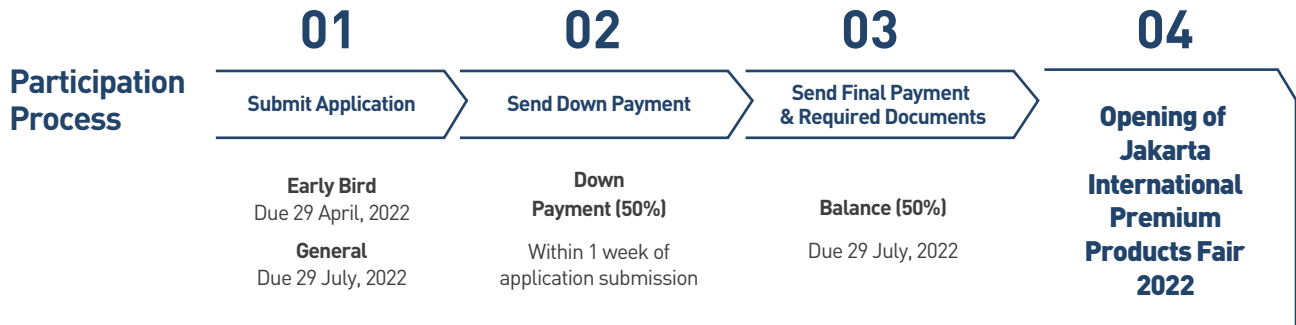 Participation
Process
01
Submit Application
Early Bird
Due 29 April, 2022
General
Due 29 July, 2022
02
Send Down Payment
Down
Payment (50%)
Within 1 week of
application submission
03
Send Final Payment
& Required Documents
Balance (50%)
Due 29 July, 2022
04
Opening of
Jakarta
International
Premium
Products Fair
2022